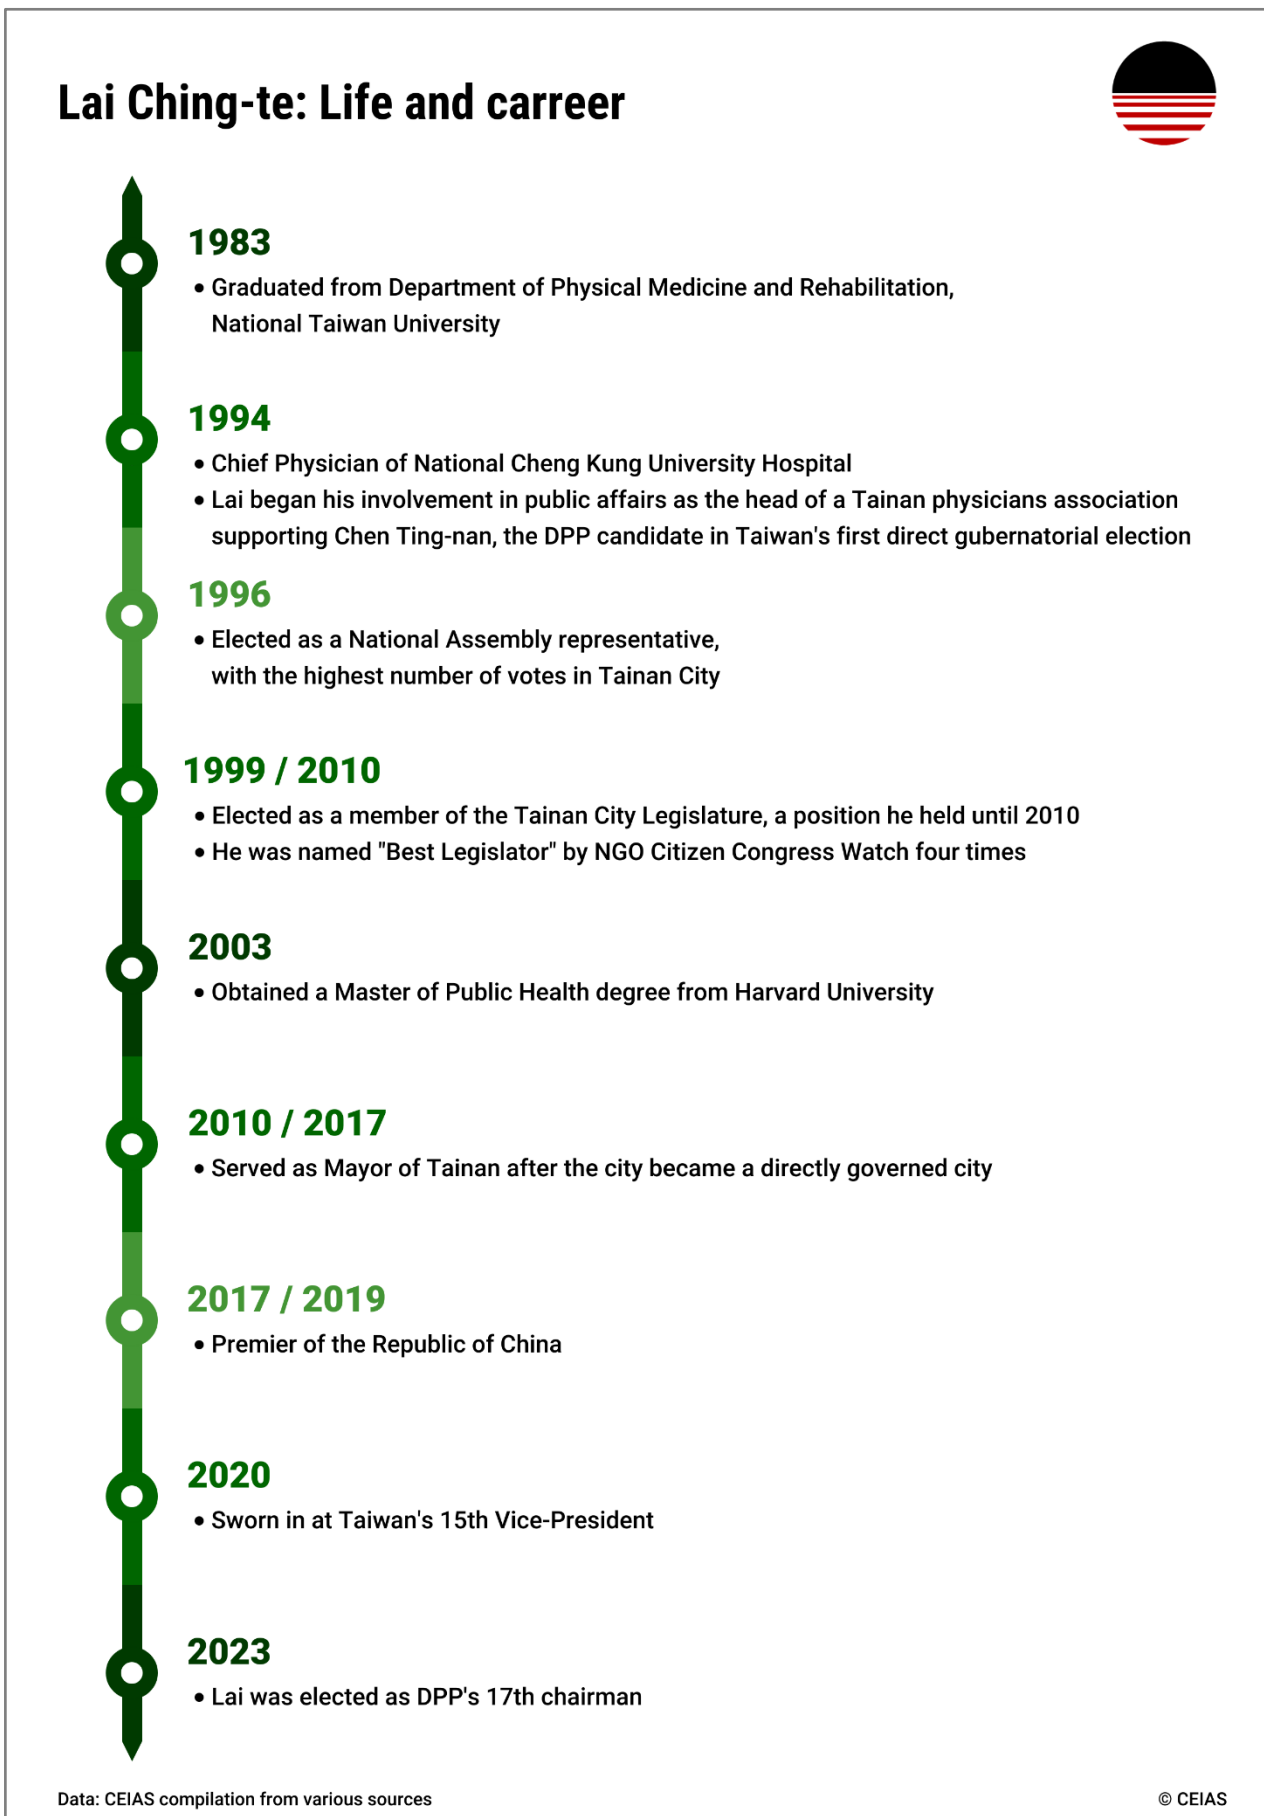 Lai Ching-te: Life and carreer
1983
• Graduated from Department of Physical Medicine and Rehabilitation,
National Taiwan University
1994
• Chief Physician of National Cheng Kung University Hospital
• Lai began his involvement in public affairs as the head of a Tainan physicians association
supporting Chen Ting-nan, the DPP candidate in Taiwan's first direct gubernatorial election
1996
• Elected as a National Assembly representative,
with the highest number of votes in Tainan City
1999 / 2010
• Elected as a member of the Tainan City Legislature, a position he held until 2010
• He was named "Best Legislator" by NGO Citizen Congress Watch four times
2003
• Obtained a Master of Public Health degree from Harvard University
2010 / 2017
• Served as Mayor of Tainan after the city became a directly governed city
2017 / 2019
• Premier of the Republic of China
2020
• Sworn in at Taiwan's 15th Vice-President
2023
• Lai was elected as DPP's 17th chairman
Data: CEIAS compilation from various sources
© CEIAS